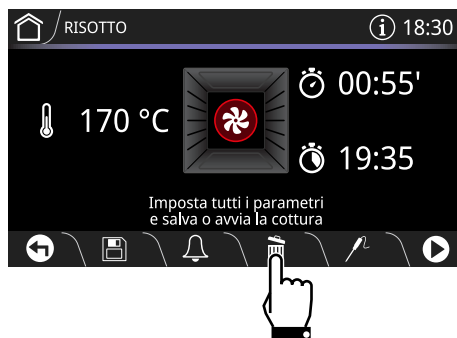 RISOTTO
i 18:30
170 °C
00:55'
19:35
Imposta tutti i parametri
e salva o avvia la cottura